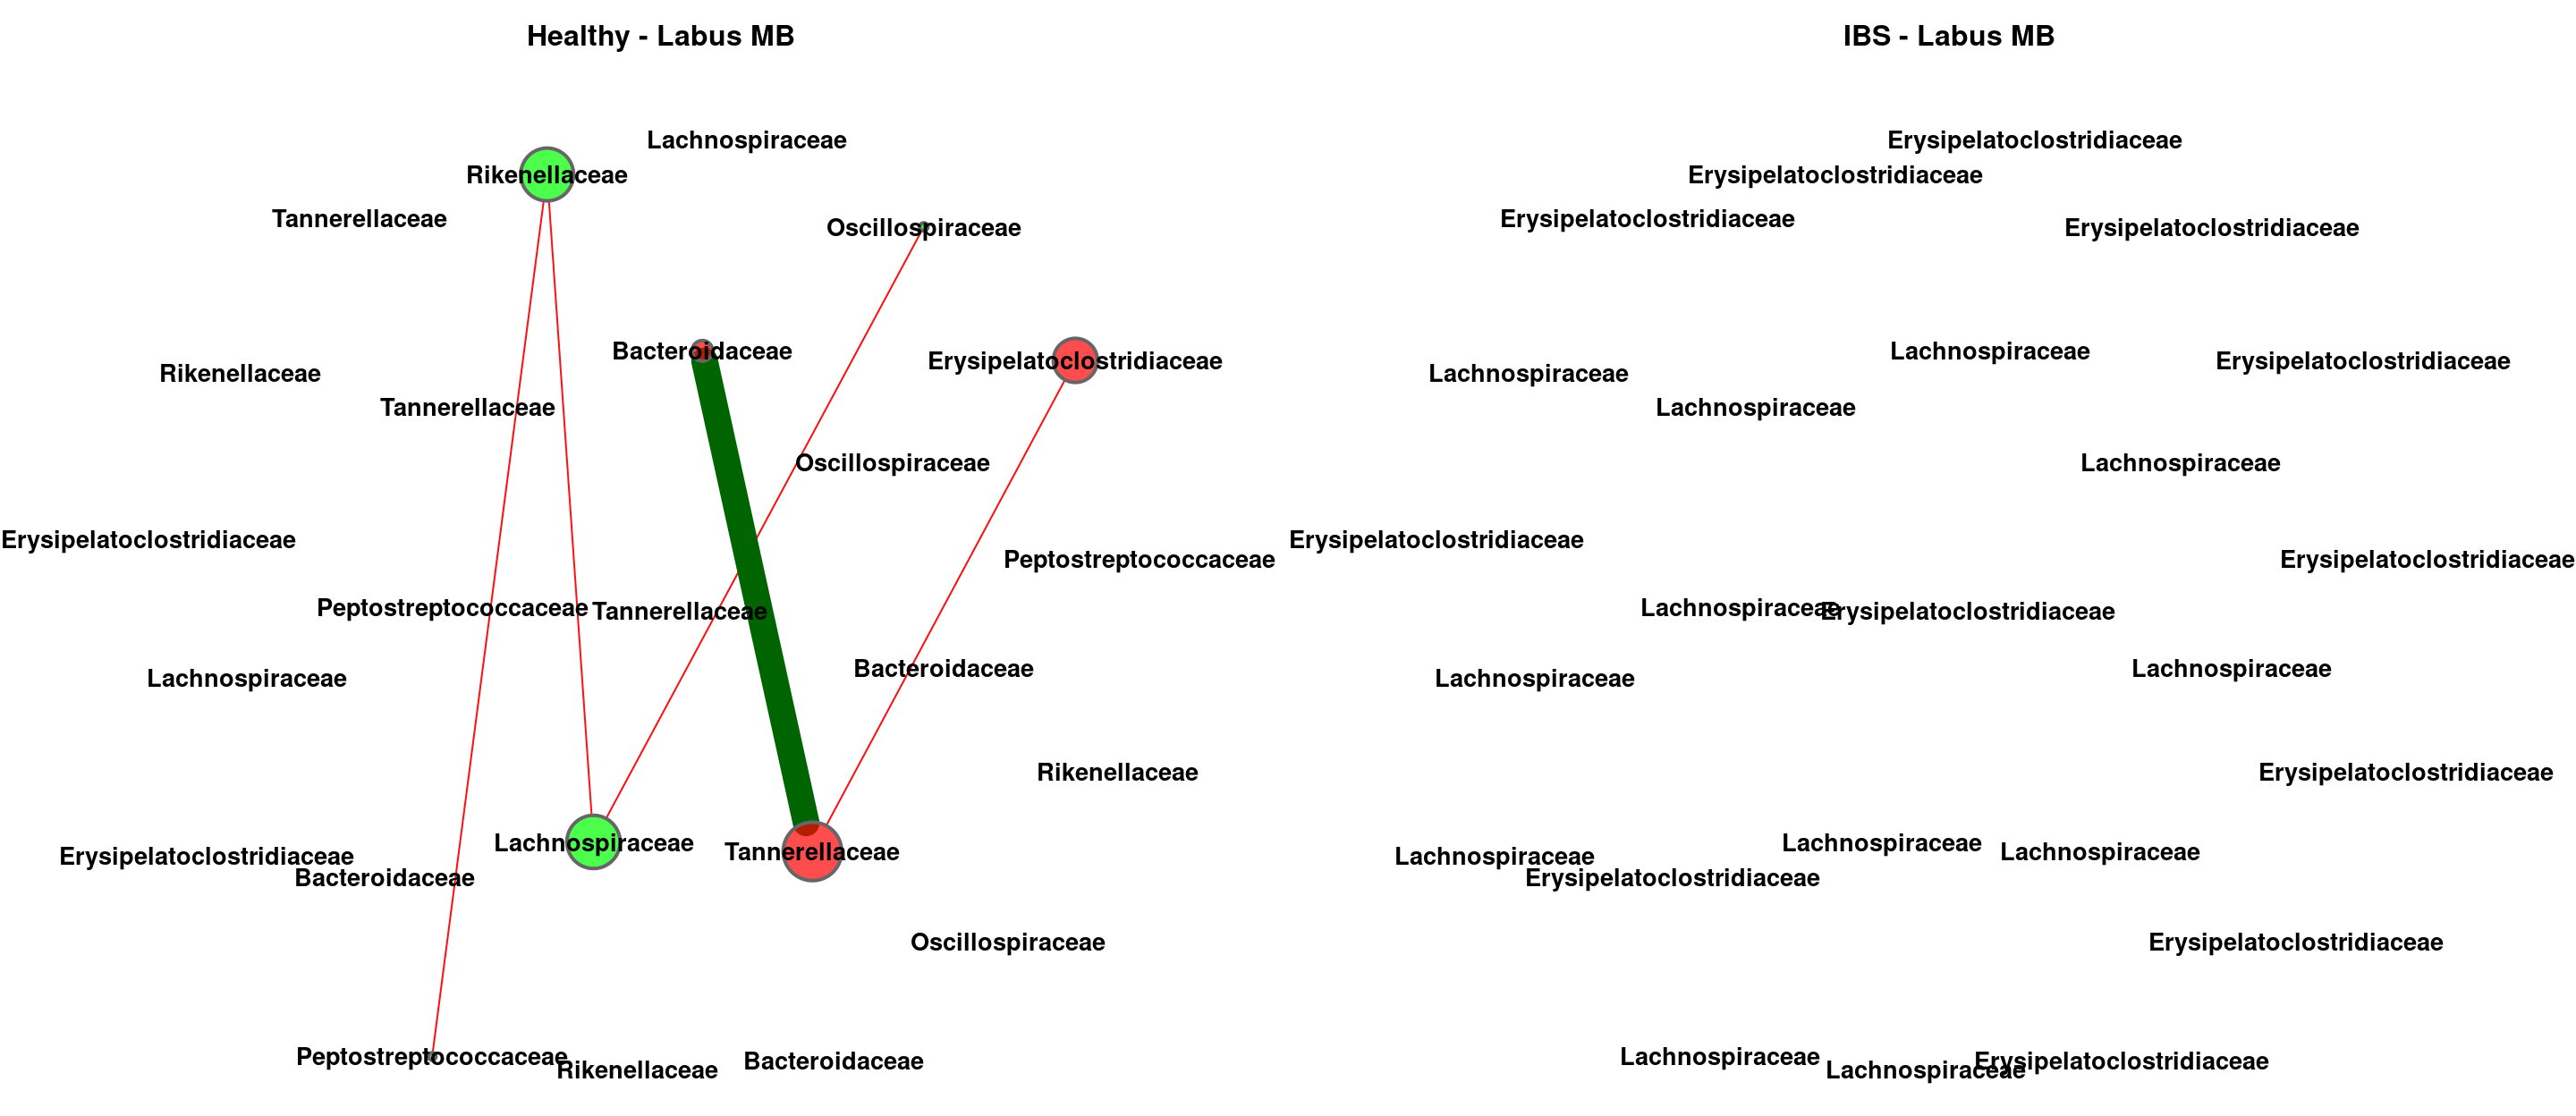 Healthy - Labus MB
Lachnospiraceae
Rikenellaceae
Tannerellaceae
Oscillospiraceae
Bacteroidaceae
Erysipelatoclostridiaceae
Rikenellaceae
Tannerellaceae
Oscillospiraceae
Erysipelatoclostridiaceae
Peptostreptococcaceae
Peptostreptococcaceae
Tannerellaceae
Bacteroidaceae
Lachnospiraceae
Rikenellaceae
Lachnospiraceae
Tannerellaceae
Erysipelatoclostridiaceae
Bacteroidaceae
Oscillospiraceae
Peptostreptococcaceae
Bacteroidaceae
Rikenellaceae
IBS - Labus MB
Erysipelatoclostridiaceae
Erysipelatoclostridiaceae
Erysipelatoclostridiaceae
Erysipelatoclostridiaceae
Lachnospiraceae
Erysipelatoclostridiaceae
Lachnospiraceae
Lachnospiraceae
Lachnospiraceae
Erysipelatoclostridiaceae
Erysipelatoclostridiaceae
Lachnospiraceae
Erysipelatoclostridiaceae
Lachnospiraceae
Lachnospiraceae
Erysipelatoclostridiaceae
Lachnospiraceae
Lachnospiraceae
Lachnospiraceae
Erysipelatoclostridiaceae
Erysipelatoclostridiaceae
Lachnospiraceae
Erysipelatoclostridiaceae
Lachnospiraceae